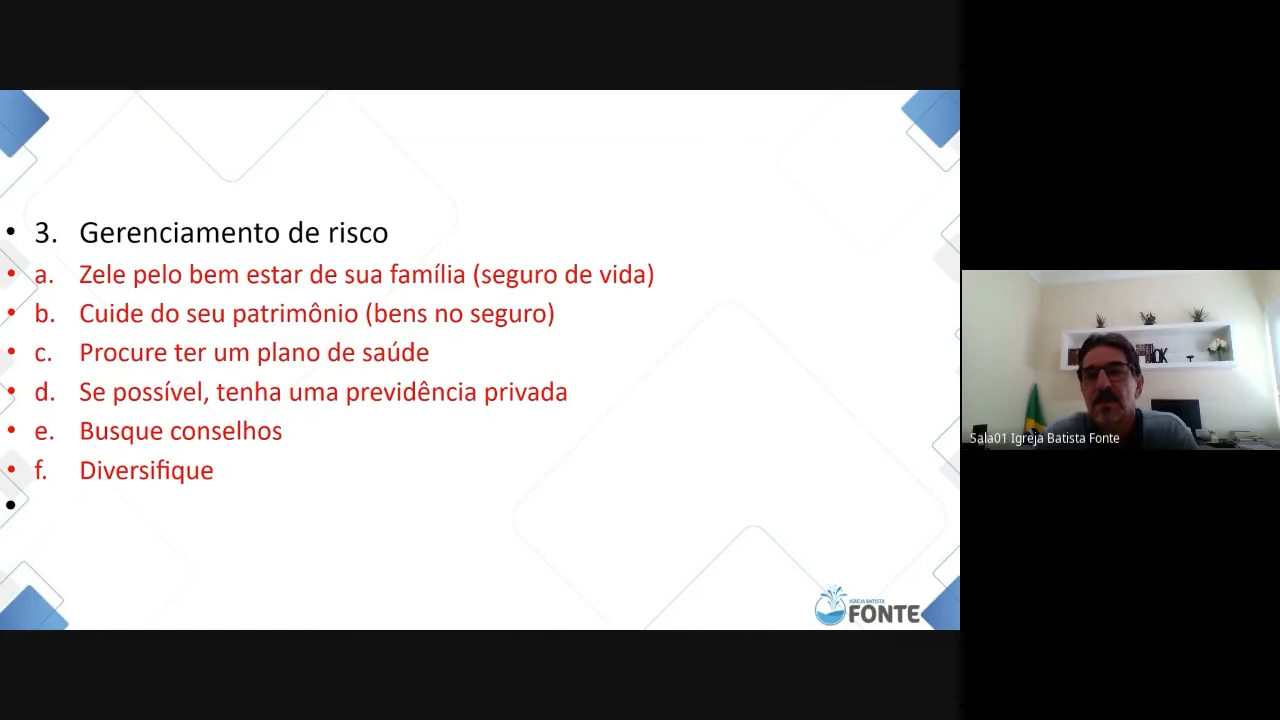 • 3. Gerenciamento de risco
• a. Zele pelo bem estar de sua família (seguro de vida)
• b. Cuide do seu patrimônio (bens no seguro)
• c. Procure ter um plano de saúde
• d. Se possível, tenha uma previdência privada
• e. Busque conselhos
• f. Diversifique
•
IGREJA BATISTA
FONTE
Sala01 Igreja Batista Fonte